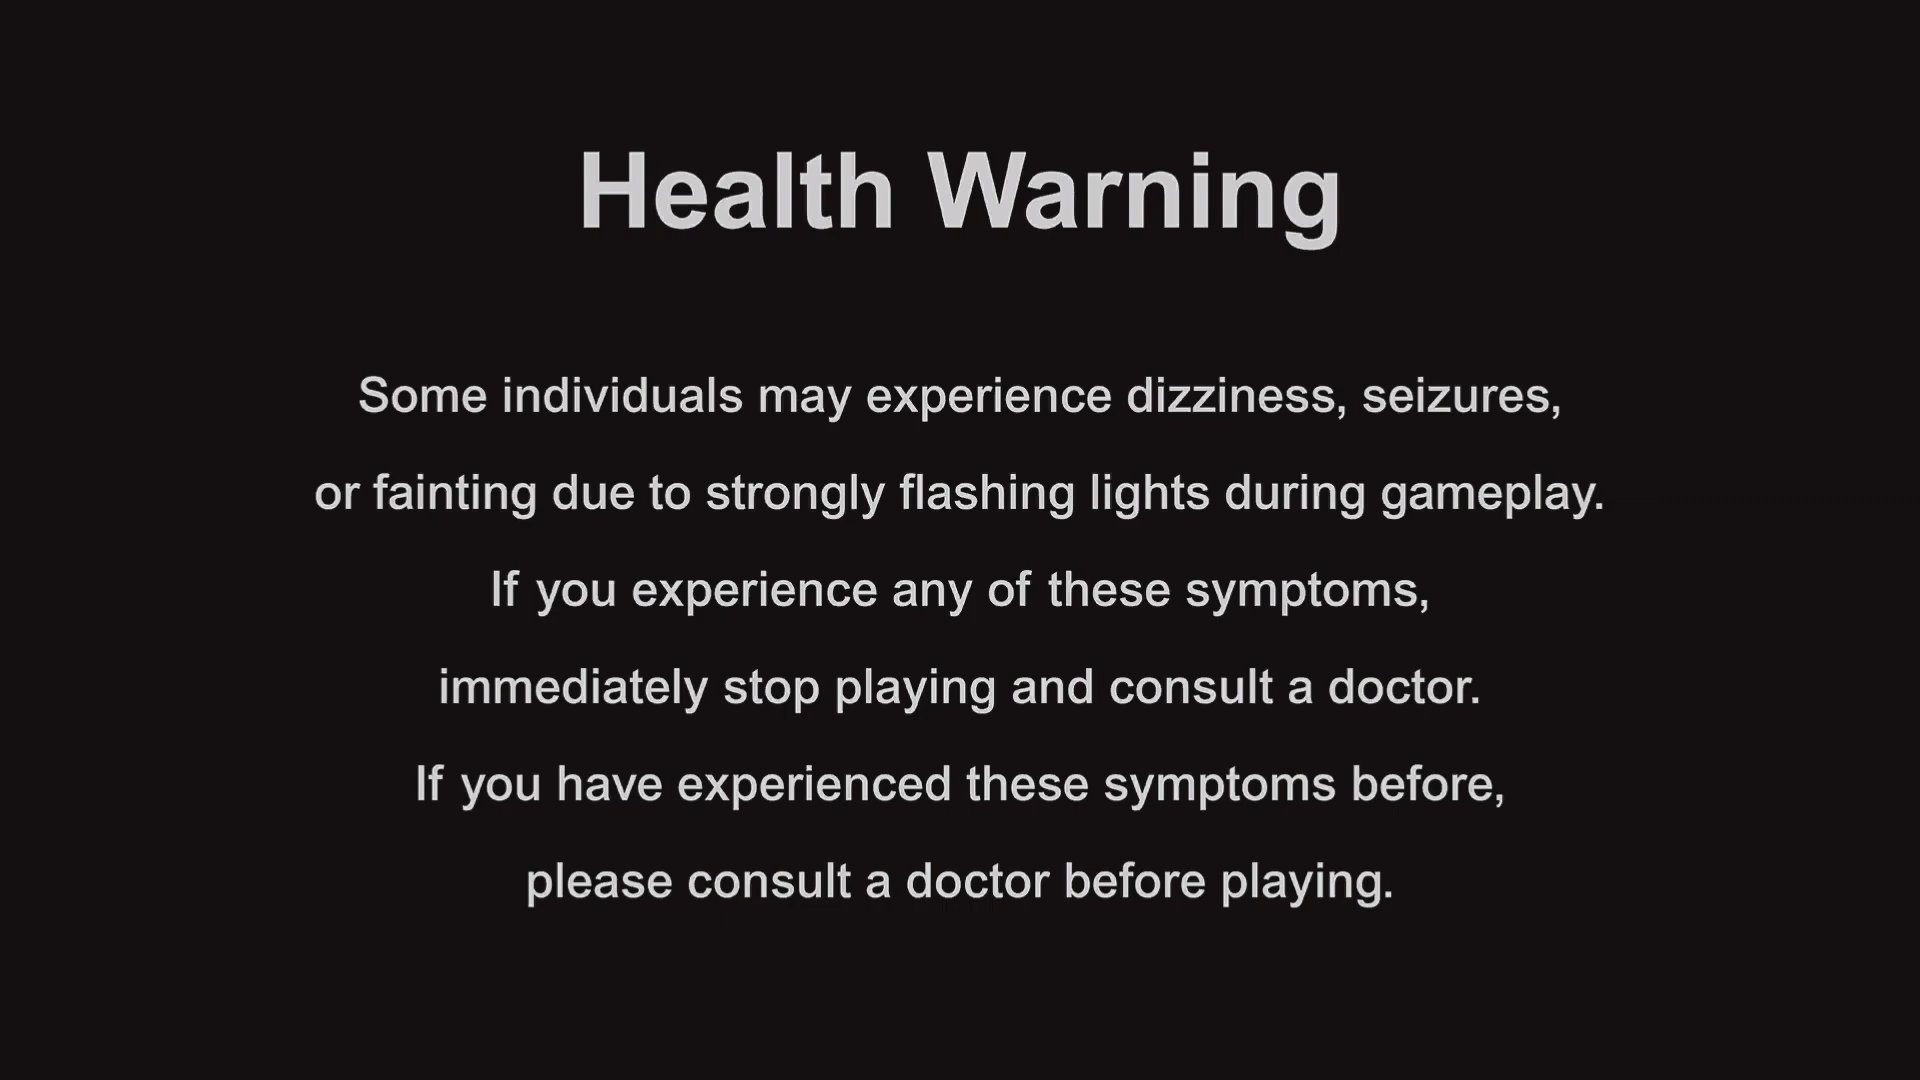 Health Warning
Some individuals may experience dizziness, seizures,
or fainting due to strongly flashing lights during gameplay.
If you experience any of these symptoms,
immediately stop playing and consult a doctor.
If you have experienced these symptoms before,
please consult a doctor before playing.